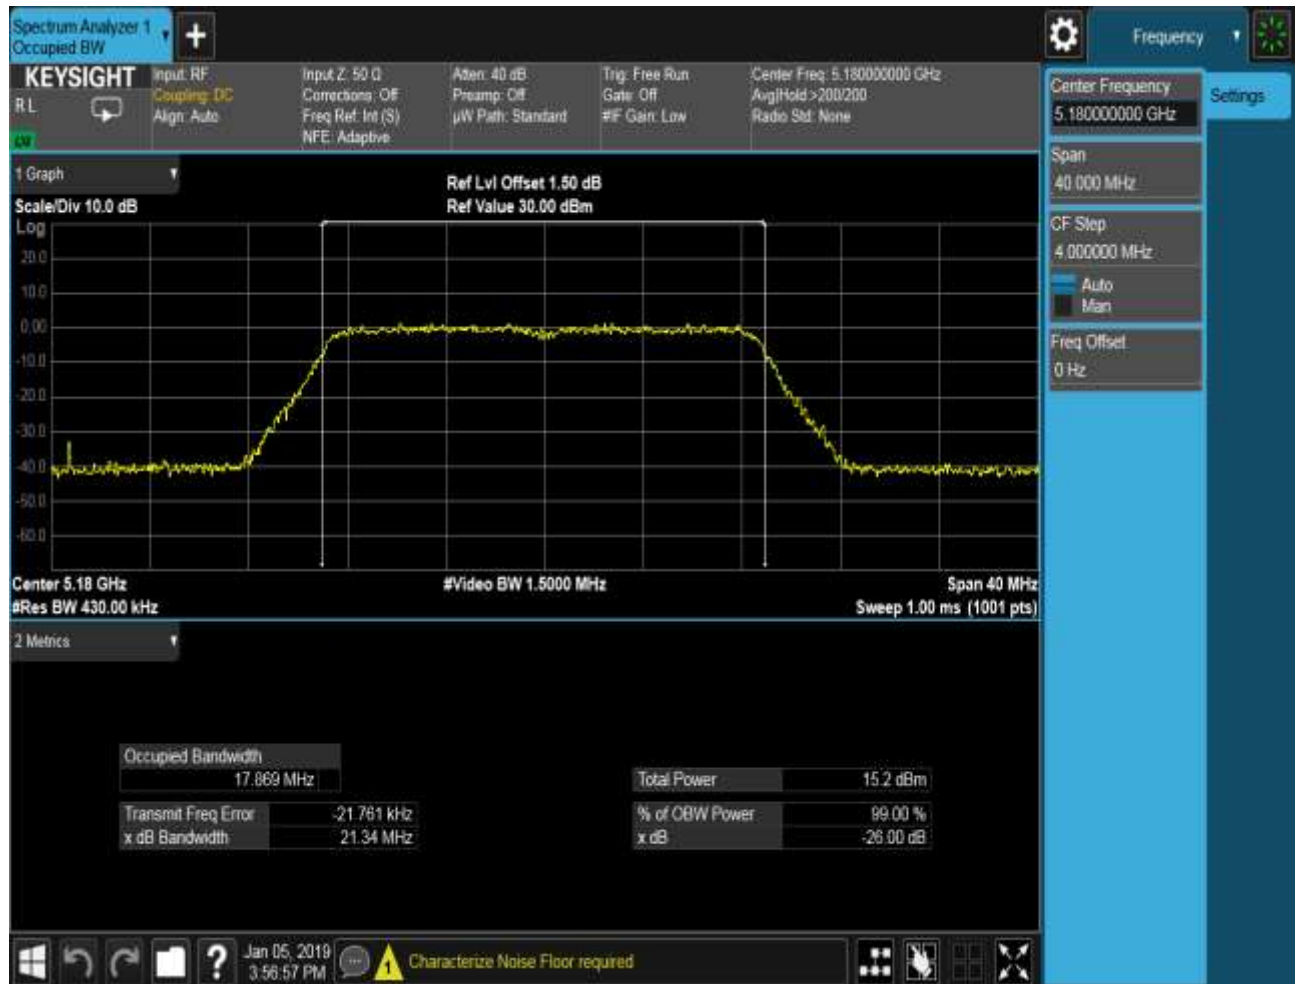 Spectrum Analyzer 1
Occupied BW
Frequency
KEYSIGHT
RL
Input: RF
Coupling: DC
Align: Auto
Input Z: 50 Ω
Corrections: Off
Freq Ref: Int (S)
NFE: Adaptive
Atten: 40 dB
Preamp: Off
µW Path: Standard
Trig: Free Run
Gate: Off
#IF Gain: Low
Center Freq: 5.180000000 GHz
Avg|Hold:>200/200
Radio Std: None
Center Frequency
5.180000000 GHz
Settings
Span
40.000 MHz
CF Step
4.000000 MHz
Auto
Man
Freq Offset
0 Hz
1 Graph
Scale/Div 10.0 dB
Ref Lvl Offset 1.50 dB
Ref Value 30.00 dBm
Log
20.0
10.0
0.00
-10.0
-20.0
-30.0
-40.0
-50.0
-60.0
Center 5.18 GHz
#Video BW 1.5000 MHz
Span 40 MHz
#Res BW 430.00 kHz
Sweep 1.00 ms (1001 pts)
2 Metrics
Occupied Bandwidth
17.869 MHz
Transmit Freq Error -21.761 kHz
x dB Bandwidth 21.34 MHz
Total Power 15.2 dBm
% of OBW Power 99.00 %
x dB -26.00 dB
Jan 05, 2019
3:56:57 PM
1
Characterize Noise Floor required